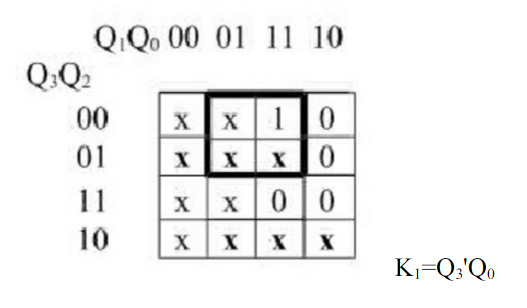 Q₁Q₀ 00 01 11 10
Q₃Q₂
00 x x 1 0
01 x x x 0
11 x x 0 0
10 x x x x
K₁=Q₃'Q₀